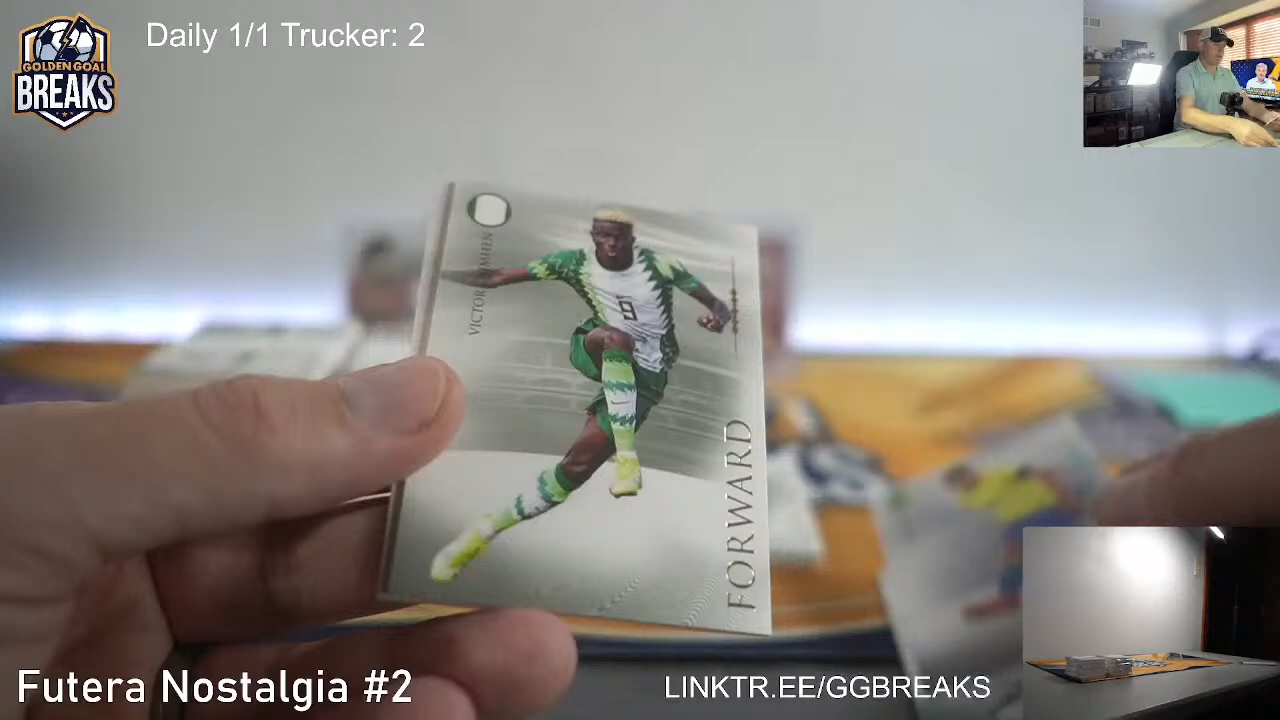 Daily 1/1 Trucker: 2
GOLDEN GOAL
BREAKS
VICTOR OSIMHEN
9
FORWARD
Futera Nostalgia #2
LINKTR.EE/GGBREAKS